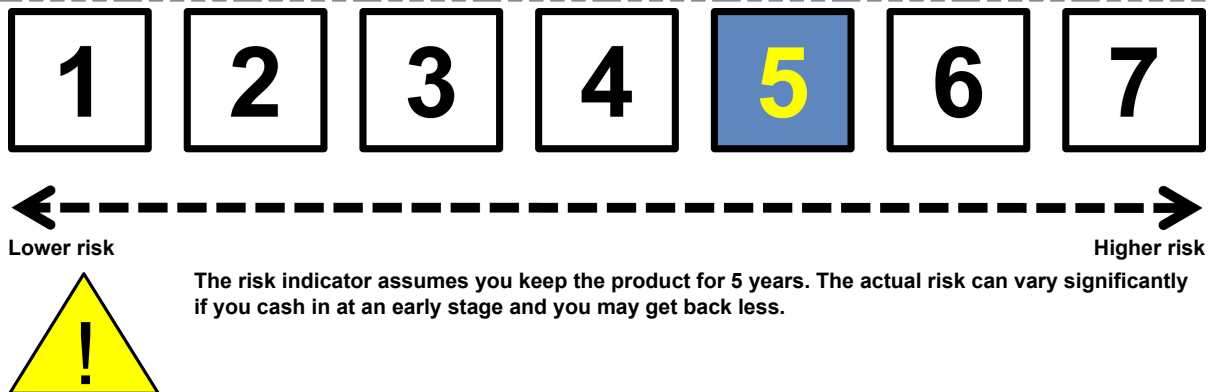 1 2 3 4 5 6 7
Lower risk Higher risk
The risk indicator assumes you keep the product for 5 years. The actual risk can vary significantly
if you cash in at an early stage and you may get back less.
!